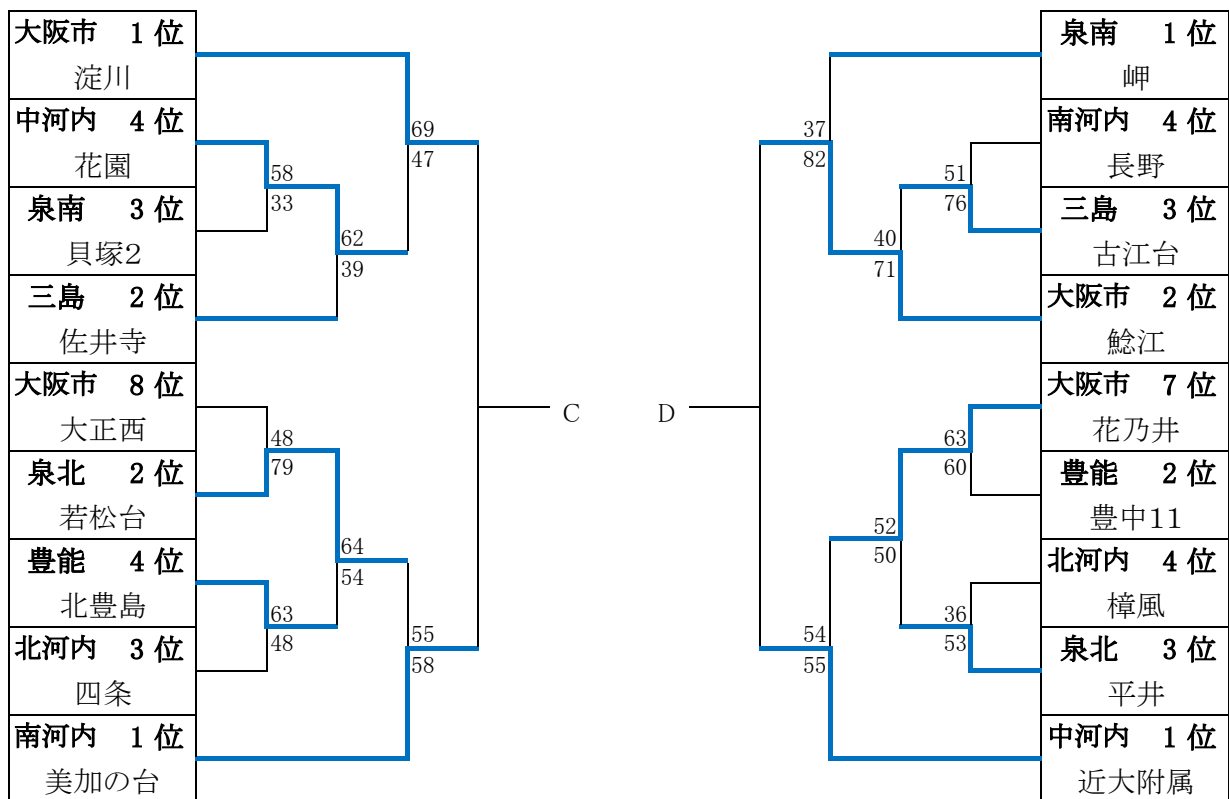 大阪市 1 位
淀川
中河内 4 位
花園
泉南 3 位
貝塚2
三島 2 位
佐井寺
大阪市 8 位
大正西
泉北 2 位
若松台
豊能 4 位
北豊島
北河内 3 位
四条
南河内 1 位
美加の台
58
33
62
39
69
47
48
79
64
54
63
48
55
58
C
D
37
82
51
76
40
71
63
60
52
50
36
53
54
55
泉南 1 位
岬
南河内 4 位
長野
三島 3 位
古江台
大阪市 2 位
鯰江
大阪市 7 位
花乃井
豊能 2 位
豊中11
北河内 4 位
樟風
泉北 3 位
平井
中河内 1 位
近大附属